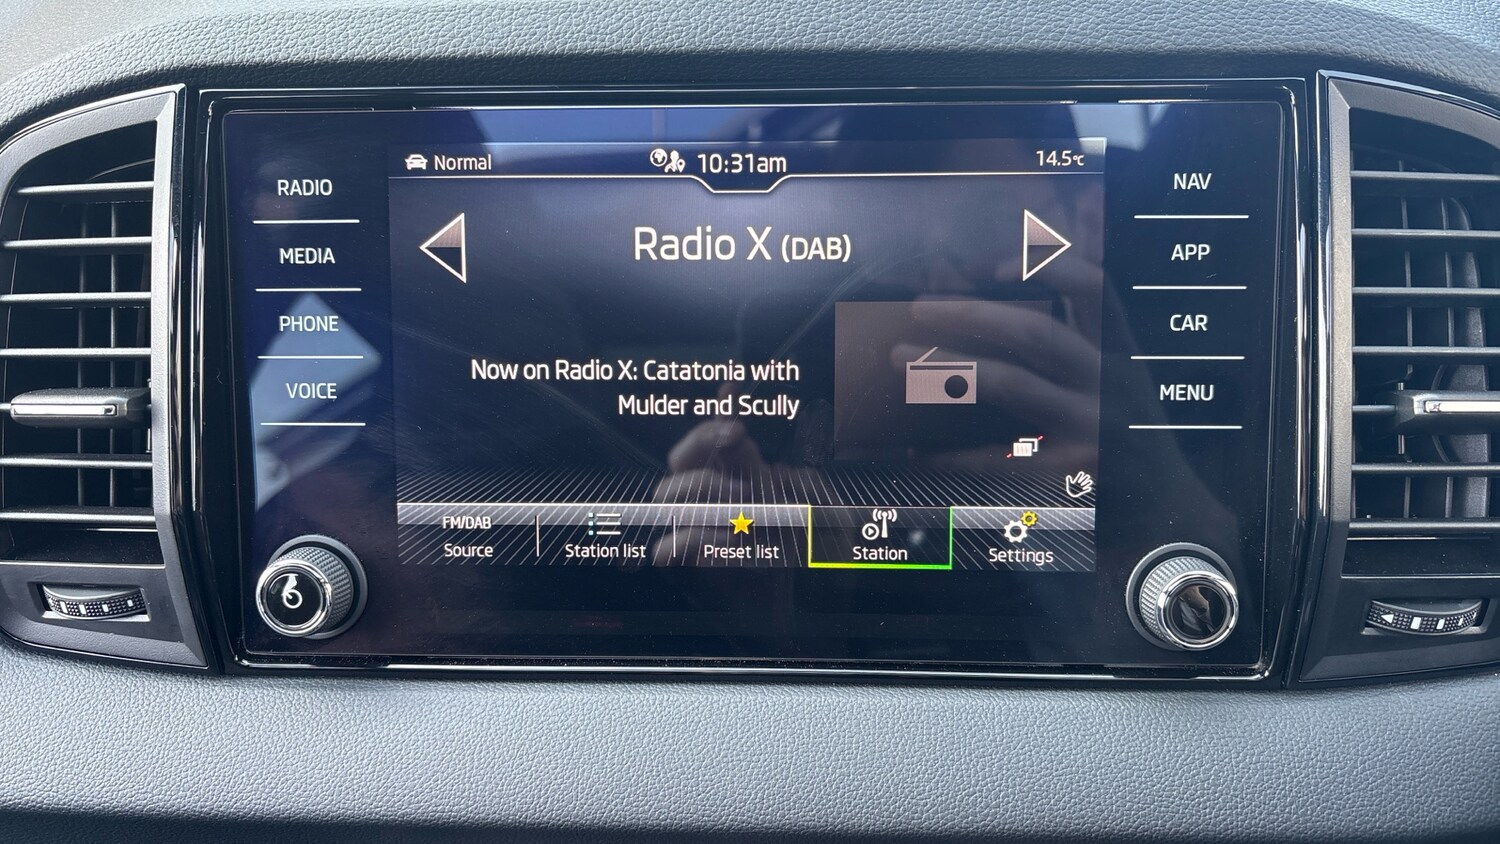 Normal
10:31am
14.5°C
RADIO
MEDIA
PHONE
VOICE
Radio X (DAB)
Now on Radio X: Catatonia with
Mulder and Scully
NAV
APP
CAR
MENU
FM/DAB
Source
Station list
Preset list
Station
Settings